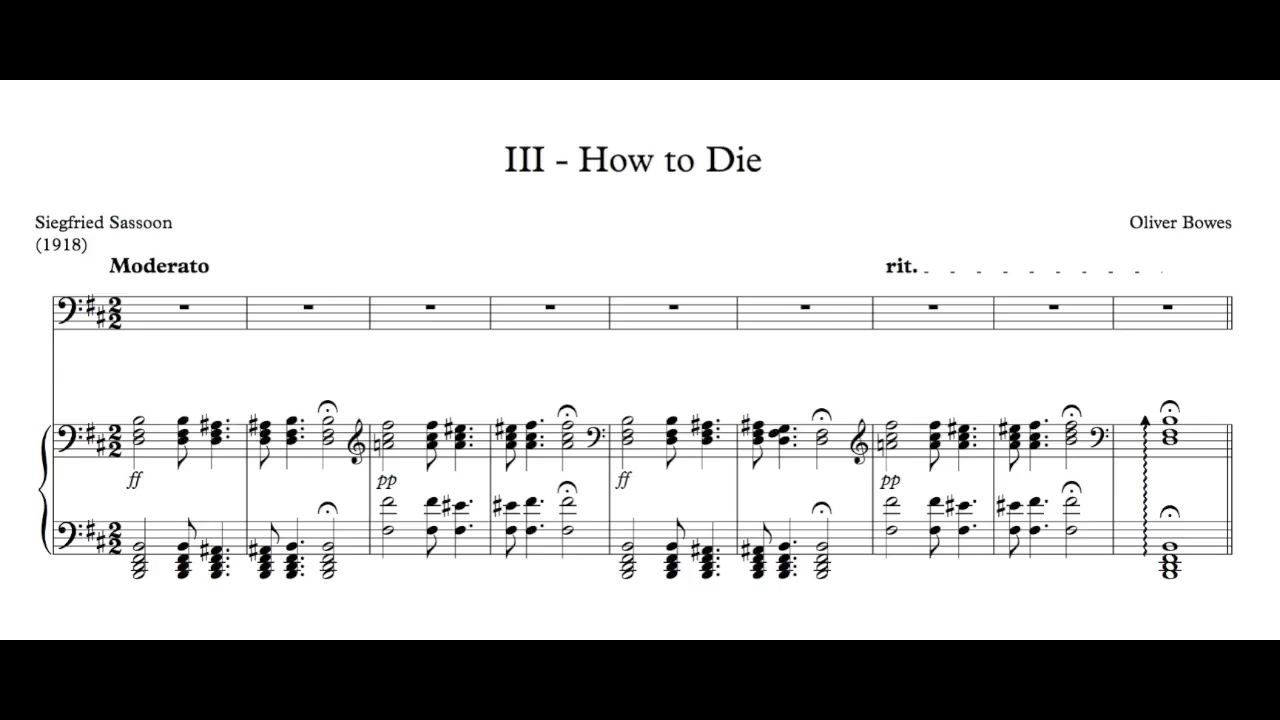 III - How to Die
Siegfried Sassoon
(1918)
Oliver Bowes
Moderato
rit.
ff
pp
ff
pp